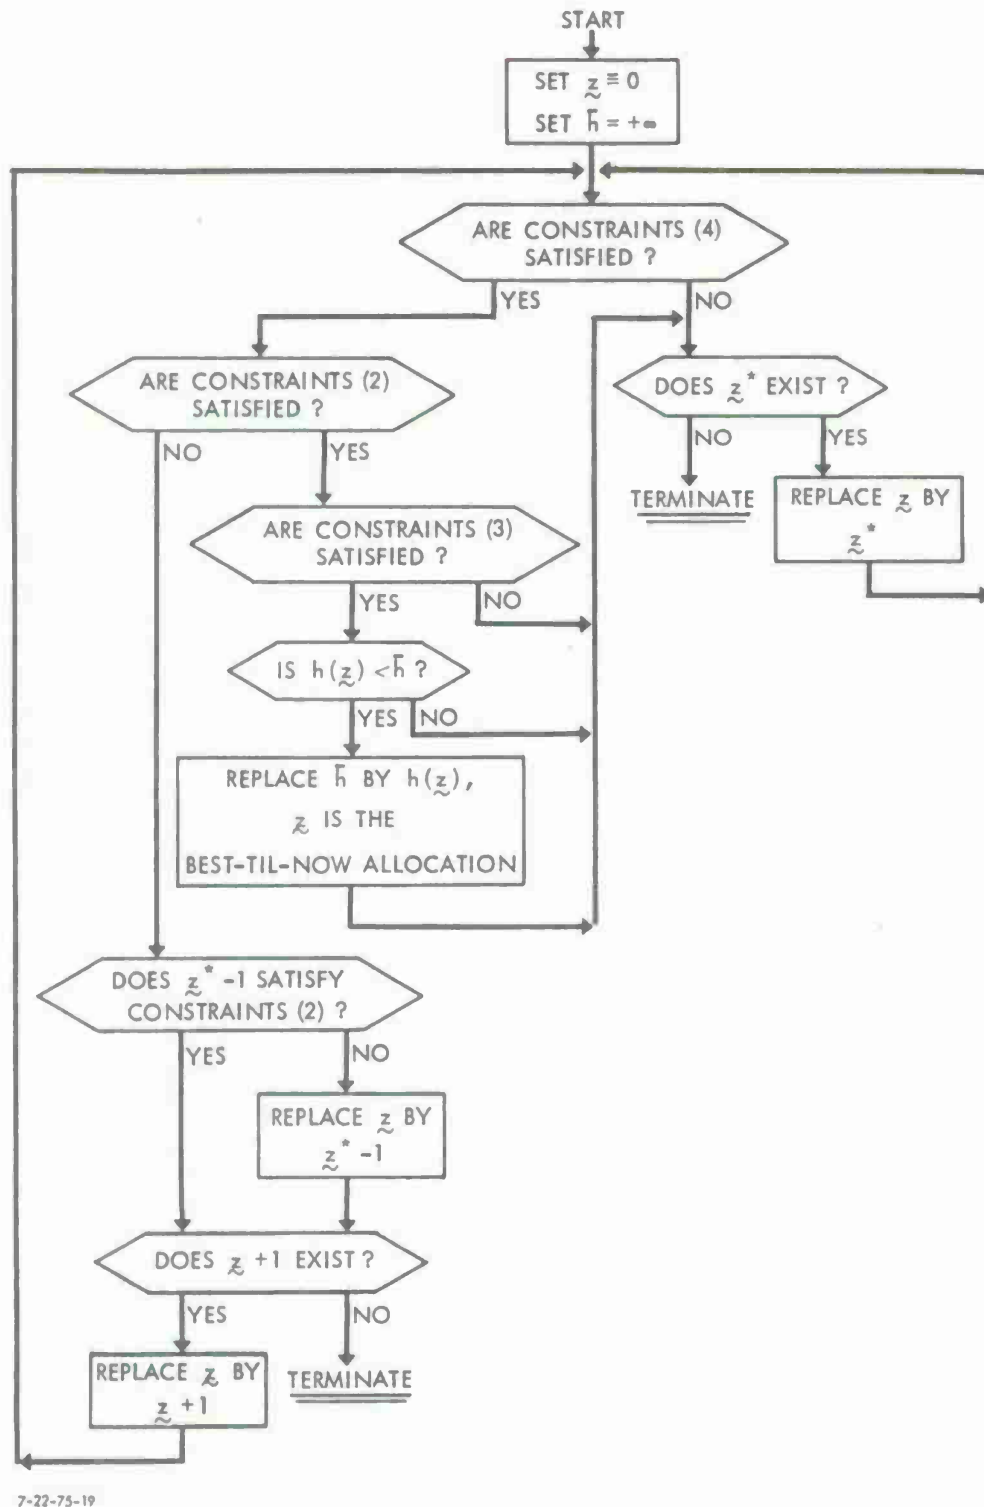 START
SET z ≡ 0
SET h̄ = +∞
ARE CONSTRAINTS (4)
SATISFIED ?
YES
NO
ARE CONSTRAINTS (2)
SATISFIED ?
DOES z* EXIST ?
NO
YES
NO
YES
ARE CONSTRAINTS (3)
SATISFIED ?
TERMINATE
REPLACE z BY
z*
YES
NO
IS h(z) < h̄ ?
YES
NO
REPLACE h̄ BY h(z),
z IS THE
BEST-TIL-NOW ALLOCATION
DOES z* -1 SATISFY
CONSTRAINTS (2) ?
YES
NO
REPLACE z BY
z* -1
DOES z +1 EXIST ?
YES
NO
REPLACE z BY
z +1
TERMINATE
7-22-75-19